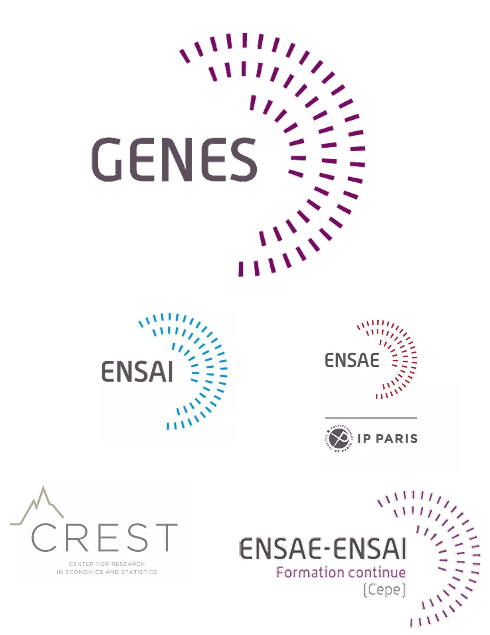 GENES
ENSAI
ENSAE
IP PARIS
CREST
CENTER FOR RESEARCH
IN ECONOMICS AND STATISTICS
ENSAE-ENSAI
Formation continue
[Cepe]